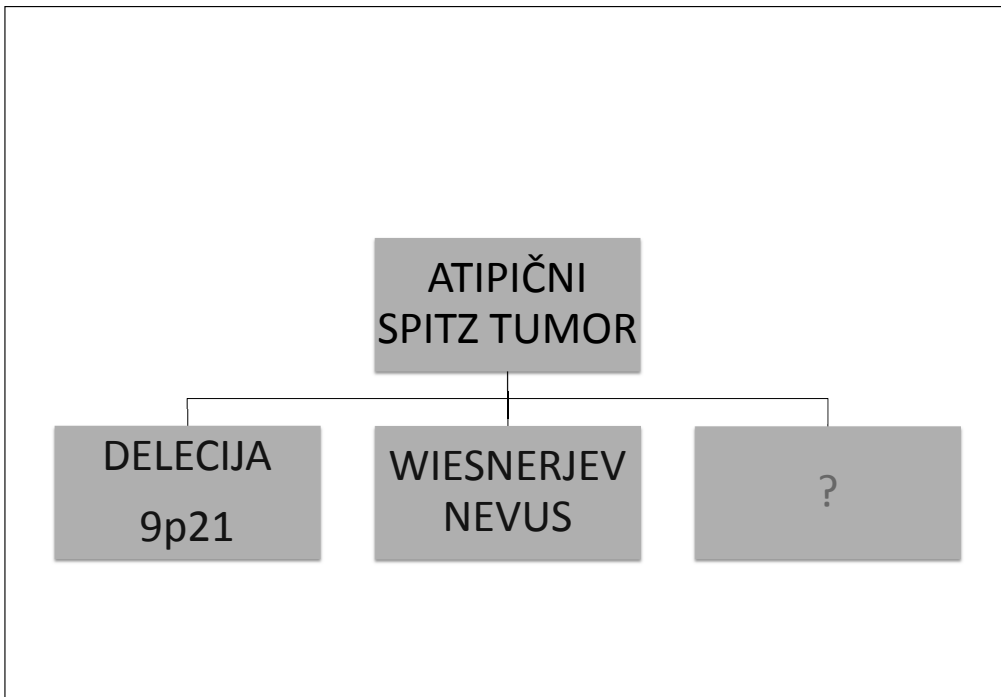 ATIPIČNI
SPITZ TUMOR
DELECIJA
9p21
WIESNERJEV
NEVUS
?